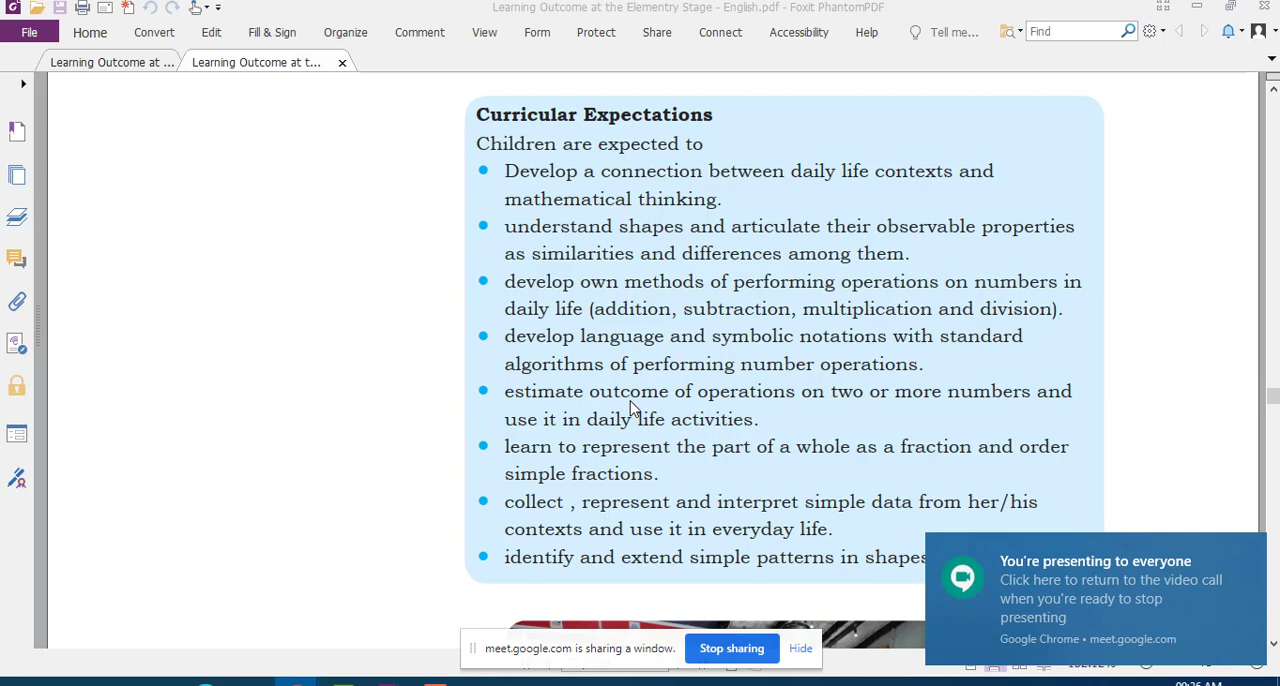 Learning Outcome at the Elementry Stage - English.pdf - Foxit PhantomPDF
File Home Convert Edit Fill & Sign Organize Comment View Form Protect Share Connect Accessibility Help Tell me... Find
Learning Outcome at ... Learning Outcome at t...
Curricular Expectations
Children are expected to
Develop a connection between daily life contexts and
mathematical thinking.
understand shapes and articulate their observable properties
as similarities and differences among them.
develop own methods of performing operations on numbers in
daily life (addition, subtraction, multiplication and division).
develop language and symbolic notations with standard
algorithms of performing number operations.
estimate outcome of operations on two or more numbers and
use it in daily life activities.
learn to represent the part of a whole as a fraction and order
simple fractions.
collect , represent and interpret simple data from her/his
contexts and use it in everyday life.
identify and extend simple patterns in shapes
You're presenting to everyone
Click here to return to the video call
when you're ready to stop
presenting
Google Chrome • meet.google.com
meet.google.com is sharing a window. Stop sharing Hide